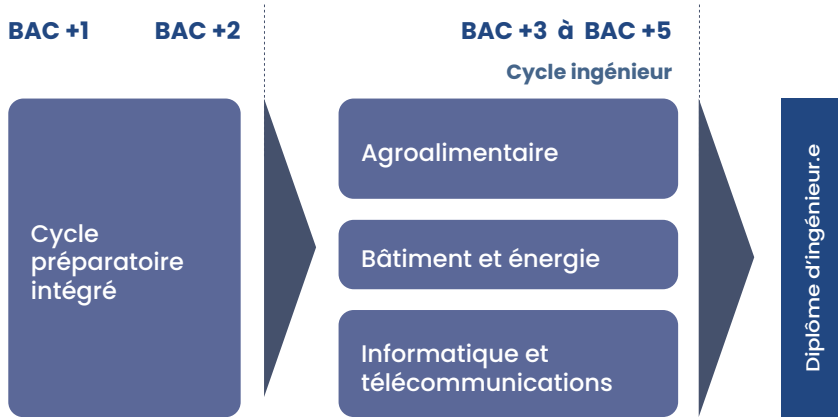 BAC +1
BAC +2
BAC +3 à BAC +5
Cycle ingénieur
Cycle
préparatoire
intégré
Agroalimentaire
Bâtiment et énergie
Informatique et
télécommunications
Diplôme d'ingénieur.e